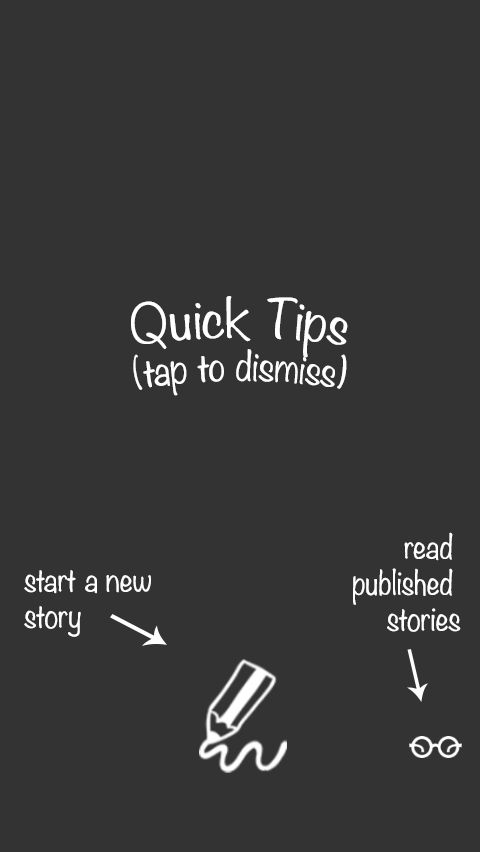 Quick Tips
(tap to dismiss)
start a new
story
read
published
stories